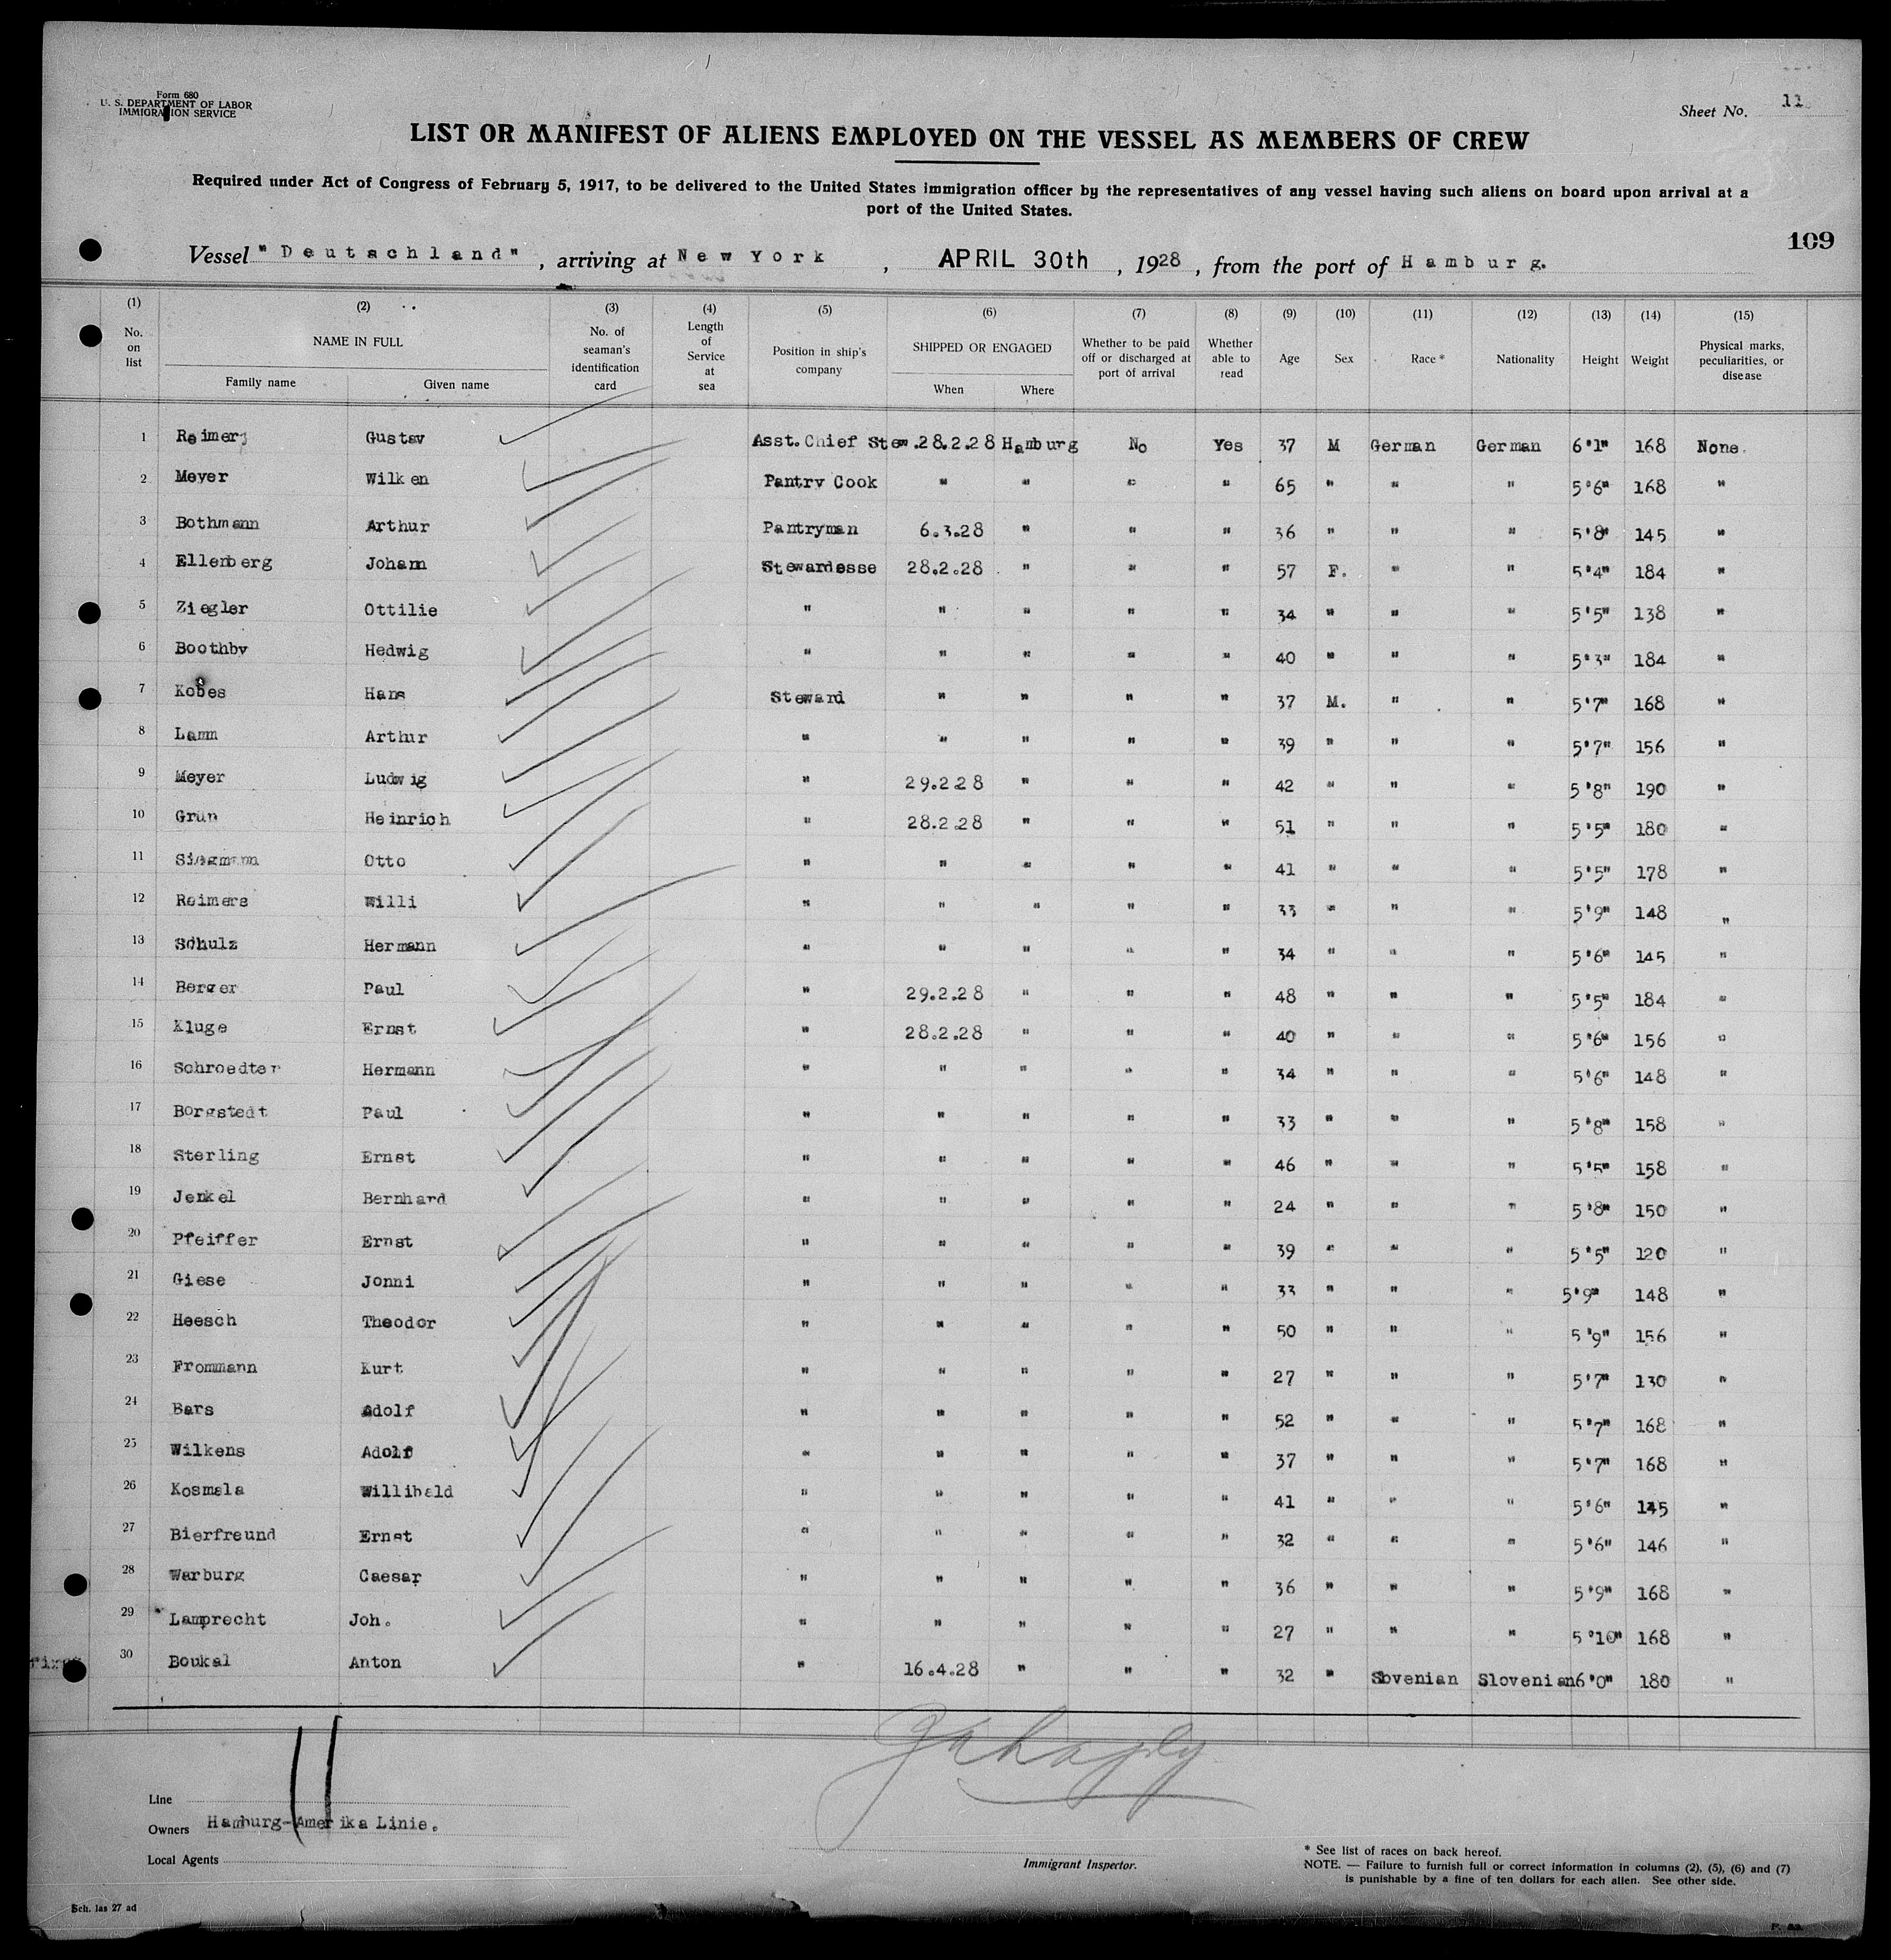 Form 680
U. S. DEPARTMENT OF LABOR
IMMIGRATION SERVICE
Sheet No. 11
LIST OR MANIFEST OF ALIENS EMPLOYED ON THE VESSEL AS MEMBERS OF CREW
Required under Act of Congress of February 5, 1917, to be delivered to the United States immigration officer by the representatives of any vessel having such aliens on board upon arrival at a
port of the United States.
109
Vessel "Deutschland", arriving at New York, APRIL 30th, 1928, from the port of Hamburg.
(1) (2) (3) (4) (5) (6) (7) (8) (9) (10) (11) (12) (13) (14) (15)
No. on list NAME IN FULL Family name Given name No. of seaman's identification card Length of Service at sea Position in ship's company SHIPPED OR ENGAGED When Where Whether to be paid off or discharged at port of arrival Whether able to read Age Sex Race * Nationality Height Weight Physical marks, peculiarities, or disease
1 Reimers Gustav Asst.Chief Stew. 28.2.28 Hamburg No Yes 37 M German German 6'1" 168 None.
2 Meyer Wilken Pantry Cook " " " " 65 " " " 5'6" 168 "
3 Bothmann Arthur Pantryman 6.3.28 " " " 36 " " " 5'8" 145 "
4 Ellerberg Joham Stewardesse 28.2.28 " " " 57 F. " " 5'4" 184 "
5 Ziegler Ottilie " " " " " 34 " " " 5'5" 138 "
6 Boothby Hedwig " " " " " 40 " " " 5'3" 184 "
7 Kobes Hans Steward " " " " 37 M. " " 5'7" 168 "
8 Lamm Arthur " " " " " 39 " " " 5'7" 156 "
9 Meyer Ludwig " 29.2.28 " " " 42 " " " 5'8" 190 "
10 Grün Heinrich " 28.2.28 " " " 51 " " " 5'5" 180 "
11 Siegmann Otto " " " " " 41 " " " 5'5" 178 "
12 Reimers Willi " " " " " 33 " " " 5'9" 148 "
13 Schulz Hermann " " " " " 34 " " " 5'6" 145 "
14 Berger Paul " 29.2.28 " " " 48 " " " 5'5" 184 "
15 Kluge Ernst " 28.2.28 " " " 40 " " " 5'6" 156 "
16 Schroedter Hermann " " " " " 34 " " " 5'6" 148 "
17 Borgstedt Paul " " " " " 33 " " " 5'8" 158 "
18 Sterling Ernst " " " " " 46 " " " 5'5" 158 "
19 Jenkel Bernhard " " " " " 24 " " " 5'8" 150 "
20 Pfeiffer Ernst " " " " " 39 " " " 5'5" 120 "
21 Giese Jonni " " " " " 33 " " " 5'9" 148 "
22 Heesch Theodor " " " " " 50 " " " 5'9" 156 "
23 Frommann Kurt " " " " " 27 " " " 5'7" 130 "
24 Bars Adolf " " " " " 52 " " " 5'7" 168 "
25 Wilkens Adolf " " " " " 37 " " " 5'7" 168 "
26 Kosmala Willibald " " " " " 41 " " " 5'6" 145 "
27 Bierfreund Ernst " " " " " 32 " " " 5'6" 146 "
28 Warburg Caesar " " " " " 36 " " " 5'9" 168 "
29 Lamprecht Joh. " " " " " 27 " " " 5'10" 168 "
30 Boukal Anton " 16.4.28 " " " 32 " Slovenian Slovenian 6'0" 180 "
11
Line
Owners Hamburg-Amerika Linie.
Local Agents
Immigrant Inspector.
* See list of races on back hereof.
NOTE. — Failure to furnish full or correct information in columns (2), (5), (6) and (7)
is punishable by a fine of ten dollars for each alien. See other side.
Sch. las 27 ad